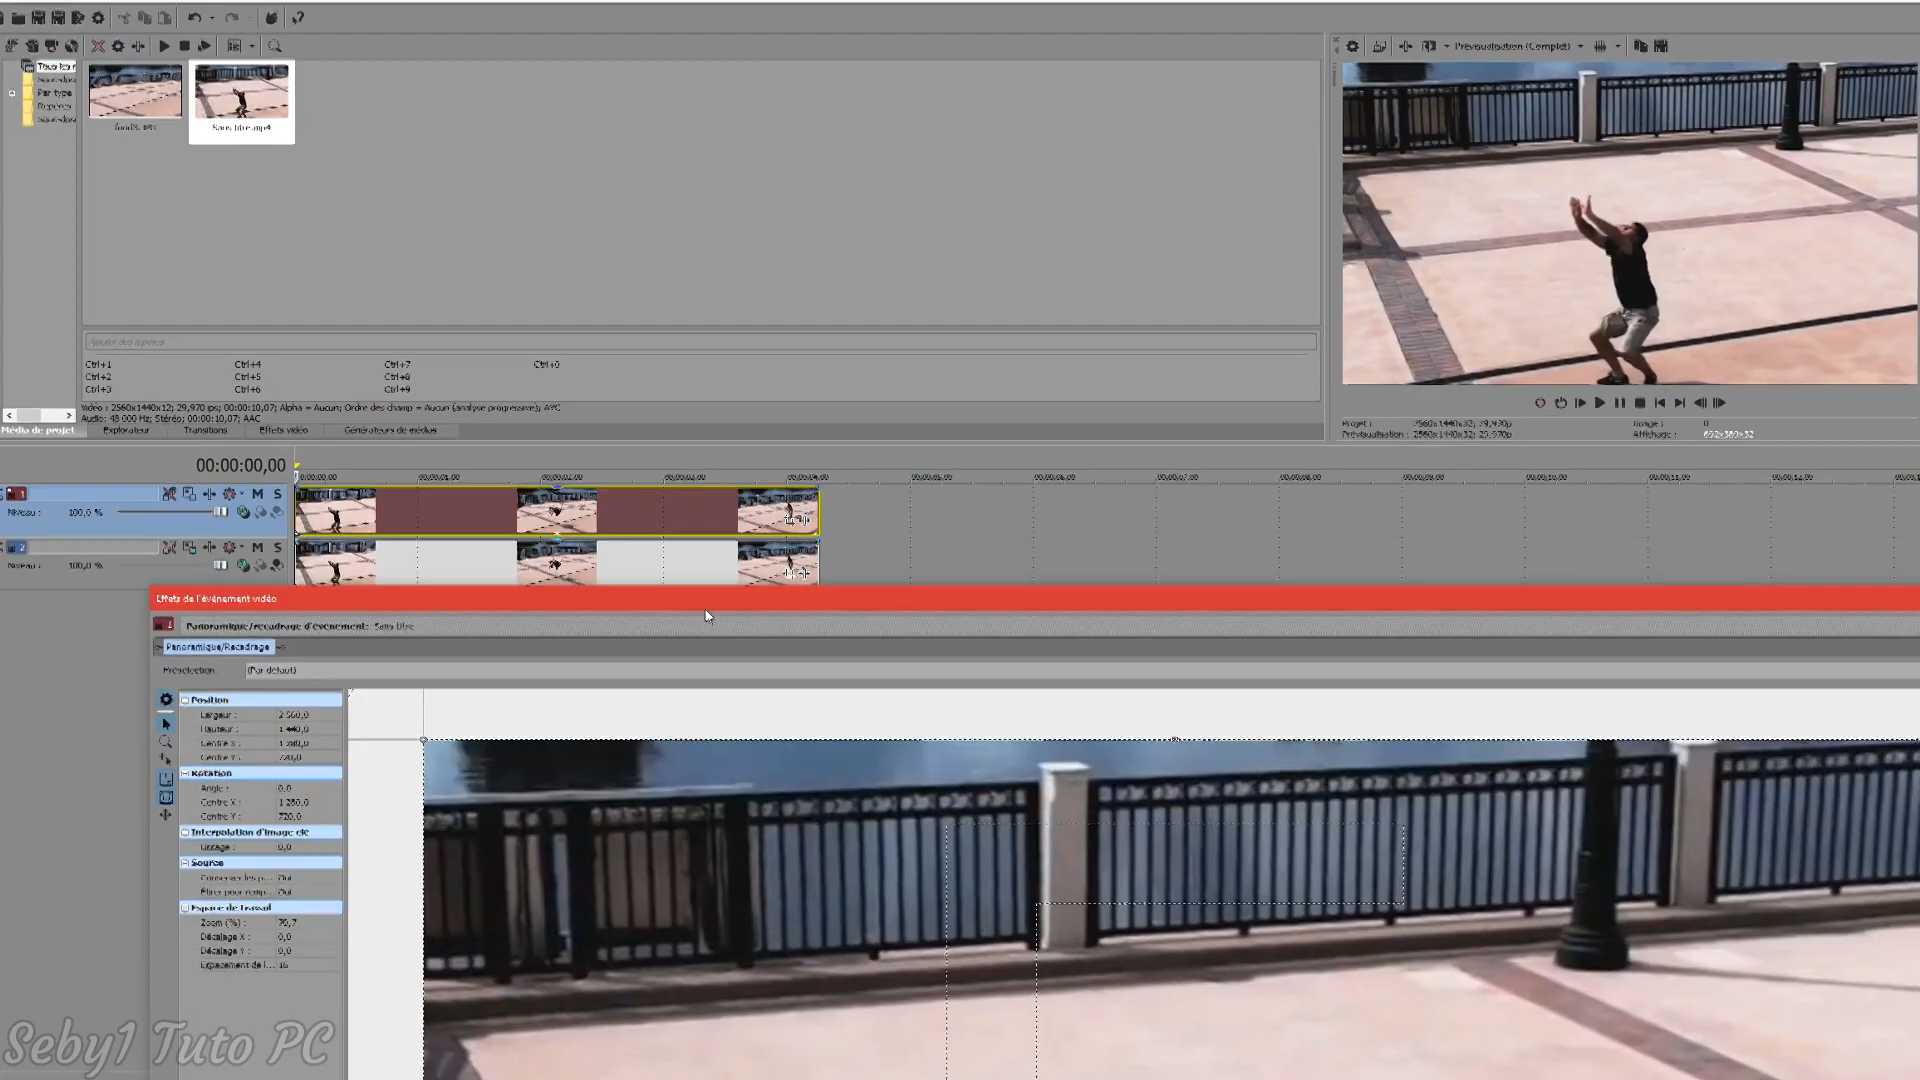 Prévisualisation (Complet)
Tous les m
Par type
Repères
Sans titre.mp4
Ajouter des repères
Ctrl+1
Ctrl+4
Ctrl+7
Ctrl+0
Ctrl+2
Ctrl+5
Ctrl+8
Ctrl+3
Ctrl+6
Ctrl+9
Vidéo : 2560x1440x12; 29,970 ips; 00:00:10,07; Alpha = Aucun; Ordre des champ = Aucun (analyse progressive); AVC
Audio: 48 000 Hz; Stéréo; 00:00:10,07; AAC
Média de projet
Explorateur
Transitions
Effets vidéo
Générateurs de médias
Projet : 2560x1440x32; 29,970p
Image : 0
Prévisualisation : 2560x1440x32; 29,970p
Affichage : 692x389x32
00:00:00,00
00:00:00,00
00:00:01,00
00:00:02,00
00:00:03,00
00:00:04,00
00:00:05,00
00:00:06,00
00:00:07,00
00:00:08,00
00:00:09,00
00:00:10,00
00:00:11,00
00:00:12,00
1
M
S
Niveau : 100,0 %
2
M
S
Niveau : 100,0 %
Effets de l'événement vidéo
1
Panoramique/recadrage d'événement: Sans titre
Panoramique/Recadrage
Présélection : (Par défaut)
Position
Largeur : 2 560,0
Hauteur : 1 440,0
Centre X : 1 280,0
Centre Y : 720,0
Rotation
Angle : 0,0
Centre X : 1 280,0
Centre Y : 720,0
Interpolation d'image clé
Lissage : 0,0
Source
Conserver les p... Oui
Étirer pour remp... Oui
Espace de travail
Zoom (%) : 79,7
Décalage X : 0,0
Décalage Y : 0,0
Espacement de l... 16
Seby1 Tuto PC